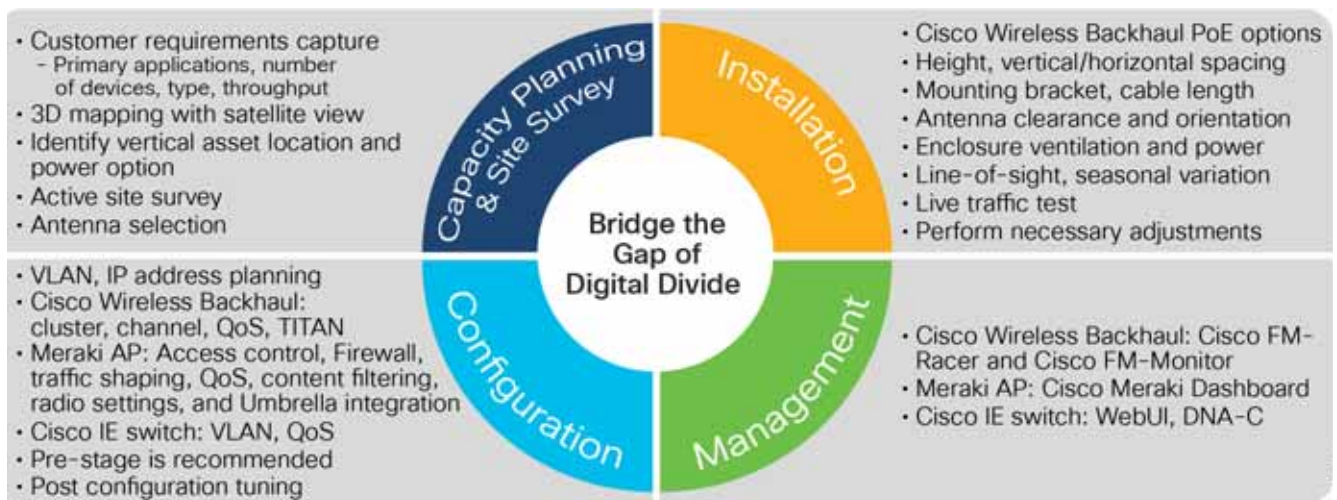 • Customer requirements capture
- Primary applications, number
of devices, type, throughput
• 3D mapping with satellite view
• Identify vertical asset location and
power option
• Active site survey
• Antenna selection
Capacity Planning
& Site Survey
Installation
• Cisco Wireless Backhaul PoE options
• Height, vertical/horizontal spacing
• Mounting bracket, cable length
• Antenna clearance and orientation
• Enclosure ventilation and power
• Line-of-sight, seasonal variation
• Live traffic test
• Perform necessary adjustments
Bridge the
Gap of
Digital Divide
• VLAN, IP address planning
• Cisco Wireless Backhaul:
cluster, channel, QoS, TITAN
• Meraki AP: Access control, Firewall,
traffic shaping, QoS, content filtering,
radio settings, and Umbrella integration
• Cisco IE switch: VLAN, QoS
• Pre-stage is recommended
• Post configuration tuning
Configuration
Management
• Cisco Wireless Backhaul: Cisco FM-
Racer and Cisco FM-Monitor
• Meraki AP: Cisco Meraki Dashboard
• Cisco IE switch: WebUI, DNA-C